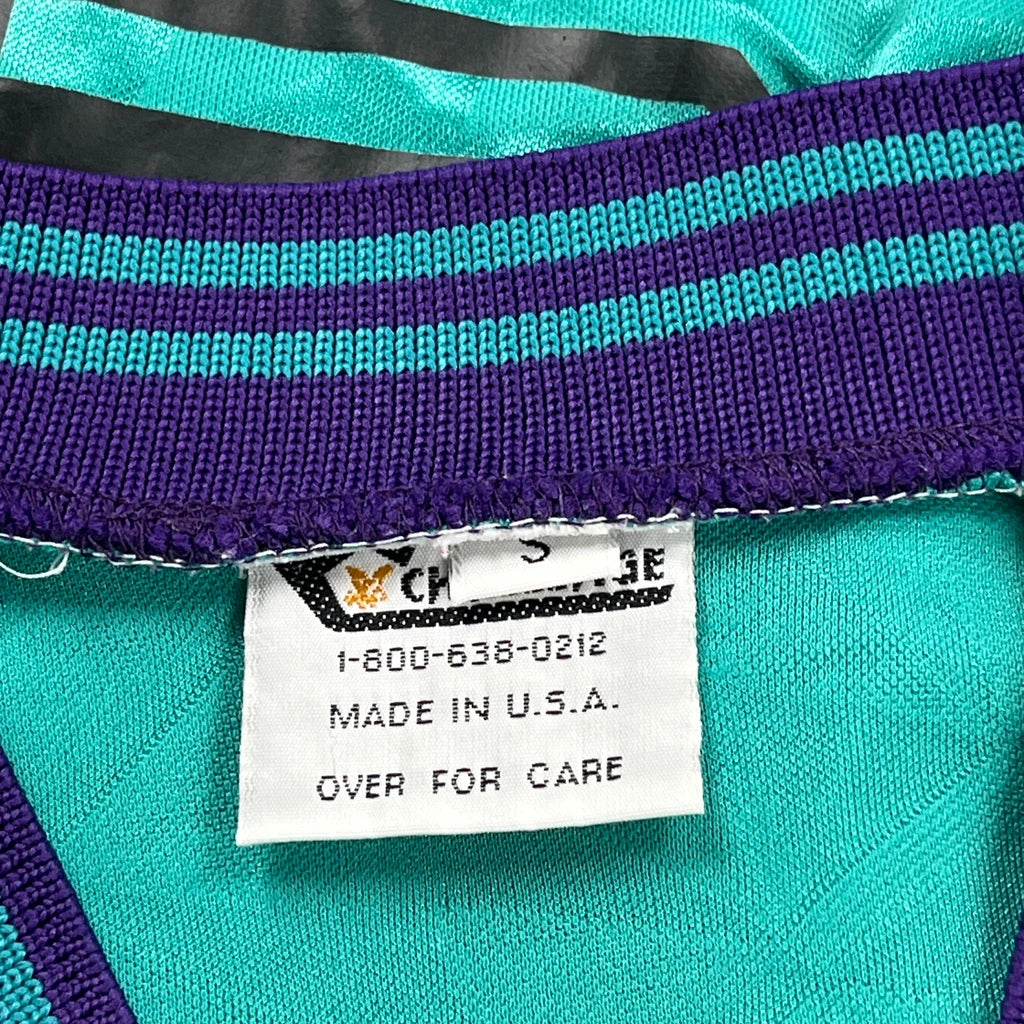 S
1-800-638-0212
MADE IN U.S.A.
OVER FOR CARE